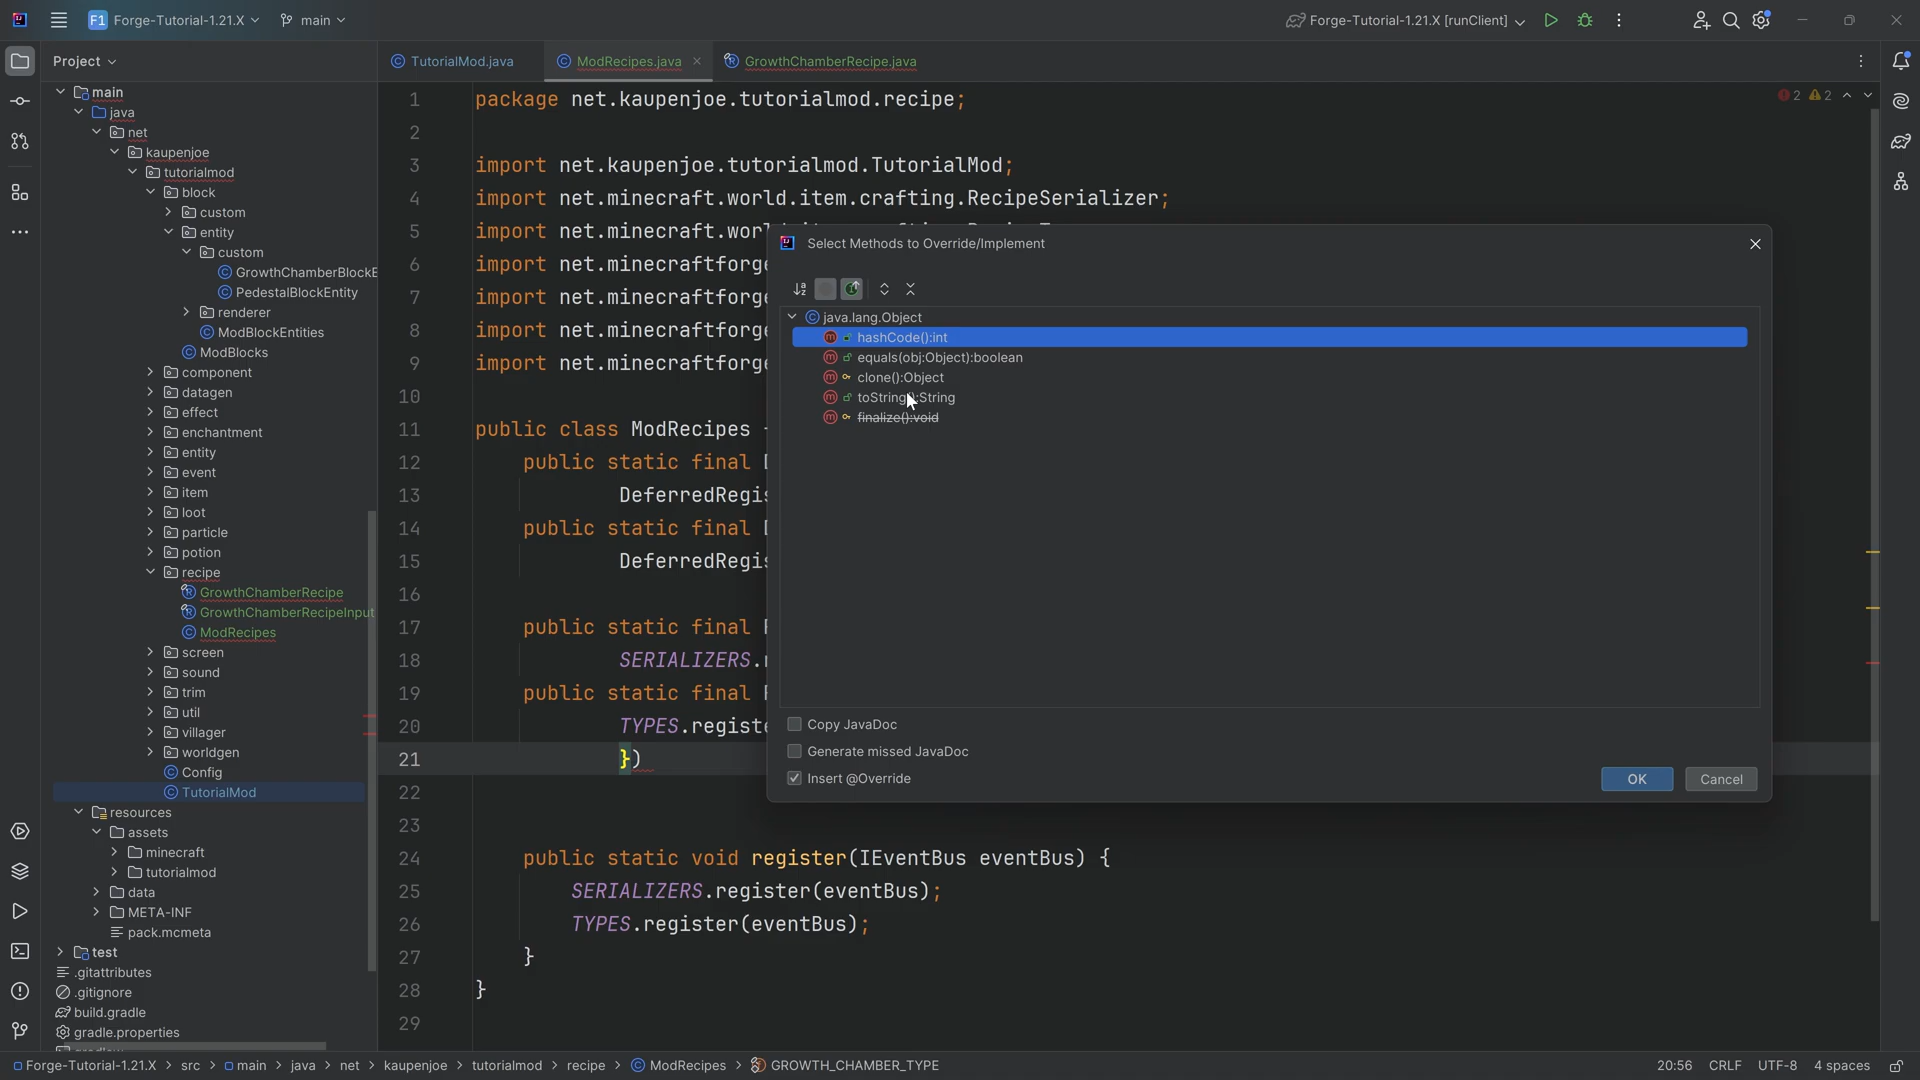 F1 Forge-Tutorial-1.21.X main Forge-Tutorial-1.21.X [runClient]
Project
TutorialMod.java ModRecipes.java GrowthChamberRecipe.java
main
java
net
kaupenjoe
tutorialmod
block
custom
entity
custom
GrowthChamberBlockE
PedestalBlockEntity
renderer
ModBlockEntities
ModBlocks
component
datagen
effect
enchantment
entity
event
item
loot
particle
potion
recipe
GrowthChamberRecipe
GrowthChamberRecipeInput
ModRecipes
screen
sound
trim
util
villager
worldgen
Config
TutorialMod
resources
assets
minecraft
tutorialmod
data
META-INF
pack.mcmeta
test
.gitattributes
.gitignore
build.gradle
gradle.properties
2 2
1 package net.kaupenjoe.tutorialmod.recipe;
2
3 import net.kaupenjoe.tutorialmod.TutorialMod;
4 import net.minecraft.world.item.crafting.RecipeSerializer;
5 import net.minecraft.worl
6 import net.minecraftforge
7 import net.minecraftforge
8 import net.minecraftforge
9 import net.minecraftforge
10
11 public class ModRecipes
12 public static final
13 DeferredRegis
14 public static final
15 DeferredRegis
16
17 public static final
18 SERIALIZERS.
19 public static final
20 TYPES.registe
21 })
22
23
24 public static void register(IEventBus eventBus) {
25 SERIALIZERS.register(eventBus);
26 TYPES.register(eventBus);
27 }
28 }
29
Select Methods to Override/Implement
java.lang.Object
hashCode():int
equals(obj:Object):boolean
clone():Object
toString():String
finalize():void
Copy JavaDoc
Generate missed JavaDoc
Insert @Override
OK Cancel
Forge-Tutorial-1.21.X > src > main > java > net > kaupenjoe > tutorialmod > recipe > ModRecipes > GROWTH_CHAMBER_TYPE 20:56 CRLF UTF-8 4 spaces